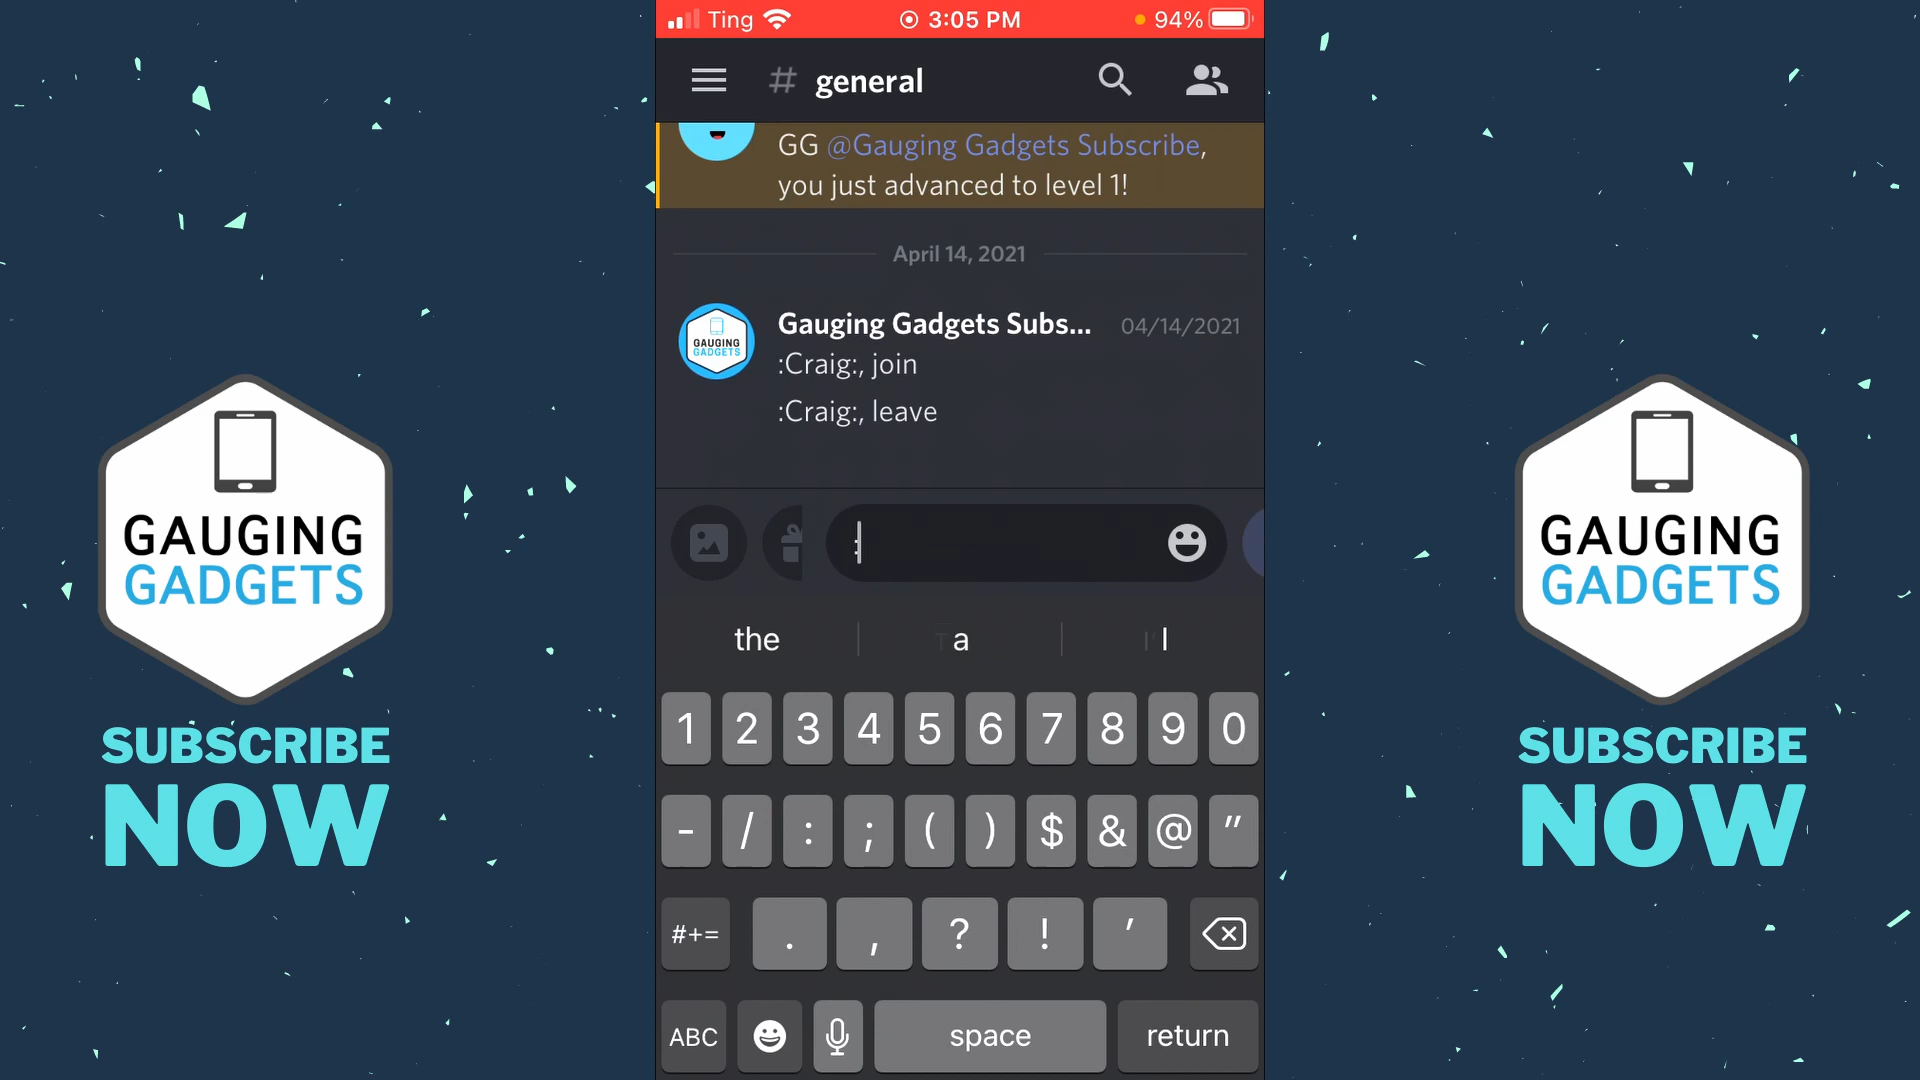 Ting
3:05 PM
94%
# general
GG @Gauging Gadgets Subscribe,
you just advanced to level 1!
April 14, 2021
Gauging Gadgets Subs... 04/14/2021
GAUGING
GADGETS
:Craig:, join
:Craig:, leave
:
the a I
1 2 3 4 5 6 7 8 9 0
- / : ; ( ) $ & @ "
#+= . , ? ! '
ABC space return
GAUGING
GADGETS
SUBSCRIBE
NOW
GAUGING
GADGETS
SUBSCRIBE
NOW